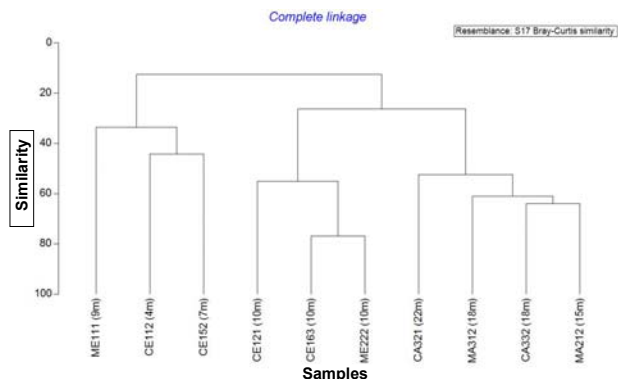 Complete linkage
Resemblance: S17 Bray-Curtis similarity
Similarity
0
20
40
60
80
100
ME111 (9m)
CE112 (4m)
CE152 (7m)
CE121 (10m)
CE163 (10m)
ME222 (10m)
CA321 (22m)
MA312 (18m)
CA332 (18m)
MA212 (15m)
Samples